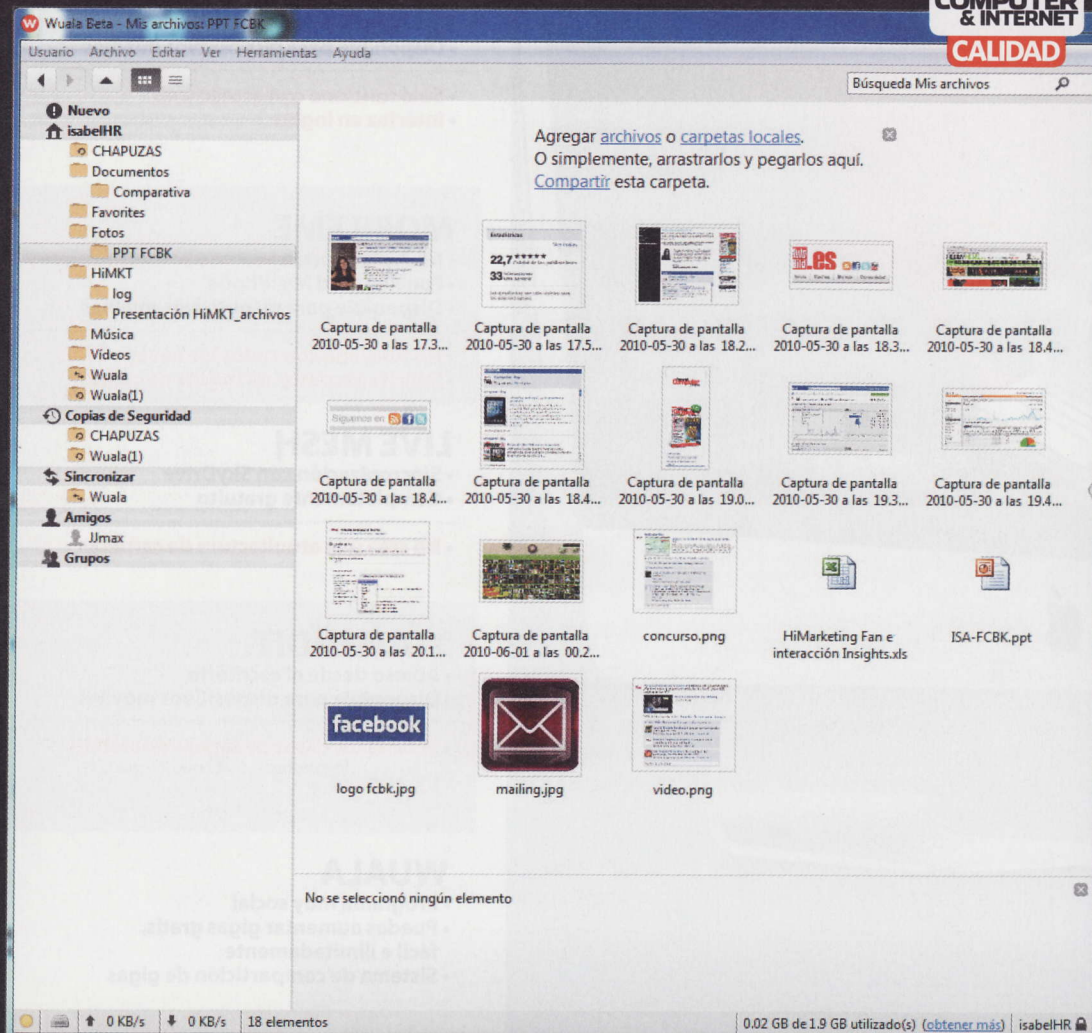 COMPUTER
& INTERNET
CALIDAD
Wuala Beta - Mis archivos: PPT FCBK
Usuario Archivo Editar Ver Herramientas Ayuda
Búsqueda Mis archivos
Nuevo
isabelHR
CHAPUZAS
Documentos
Comparativa
Favorites
Fotos
PPT FCBK
HiMKT
log
Presentación HiMKT_archivos
Música
Vídeos
Wuala
Wuala(1)
Copias de Seguridad
CHAPUZAS
Wuala(1)
Sincronizar
Wuala
Amigos
JJmax
Grupos
Agregar archivos o carpetas locales.
O simplemente, arrastrarlos y pegarlos aquí.
Compartir esta carpeta.
Estadísticas
22,7
33
.ES
Captura de pantalla
2010-05-30 a las 17.3...
Captura de pantalla
2010-05-30 a las 17.5...
Captura de pantalla
2010-05-30 a las 18.2...
Captura de pantalla
2010-05-30 a las 18.3...
Captura de pantalla
2010-05-30 a las 18.4...
Síguenos en
Captura de pantalla
2010-05-30 a las 18.4...
Captura de pantalla
2010-05-30 a las 18.4...
Captura de pantalla
2010-05-30 a las 19.0...
Captura de pantalla
2010-05-30 a las 19.3...
Captura de pantalla
2010-05-30 a las 19.4...
Captura de pantalla
2010-05-30 a las 20.1...
Captura de pantalla
2010-06-01 a las 00.2...
concurso.png
HiMarketing Fan e
interacción Insights.xls
ISA-FCBK.ppt
facebook
logo fcbk.jpg
mailing.jpg
video.png
No se seleccionó ningún elemento
0 KB/s 0 KB/s 18 elementos
0.02 GB de 1.9 GB utilizado(s) (obtener más) isabelHR